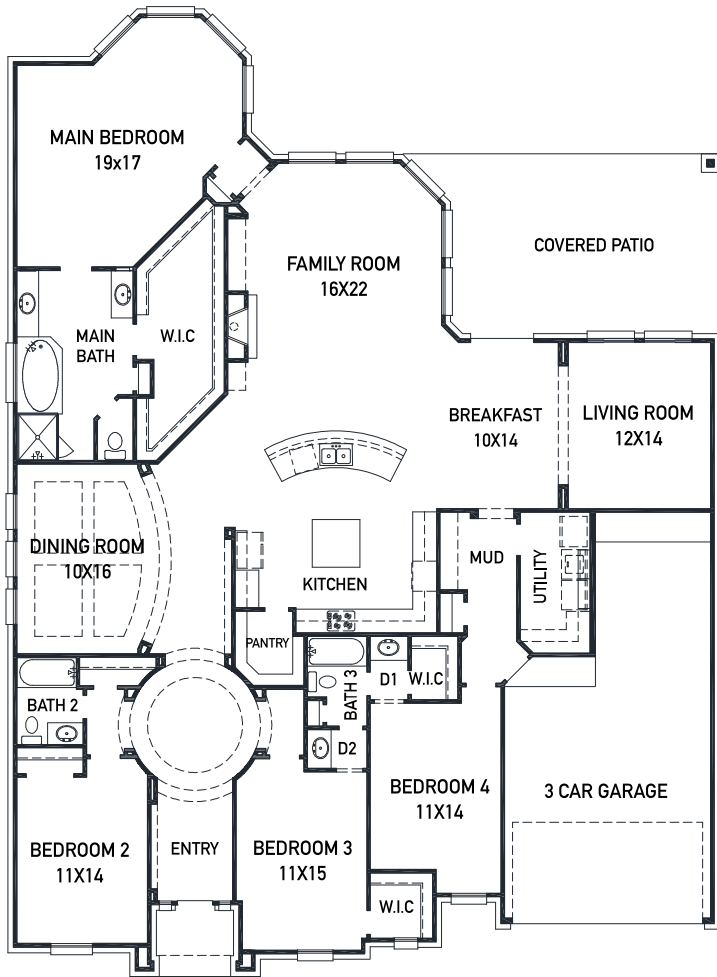 MAIN BEDROOM
19x17
COVERED PATIO
FAMILY ROOM
16X22
MAIN
BATH
W.I.C
BREAKFAST
10X14
LIVING ROOM
12X14
DINING ROOM
10X16
MUD
UTILITY
KITCHEN
PANTRY
BATH 3
D1
W.I.C
BATH 2
D2
BEDROOM 4
11X14
3 CAR GARAGE
BEDROOM 2
11X14
ENTRY
BEDROOM 3
11X15
W.I.C